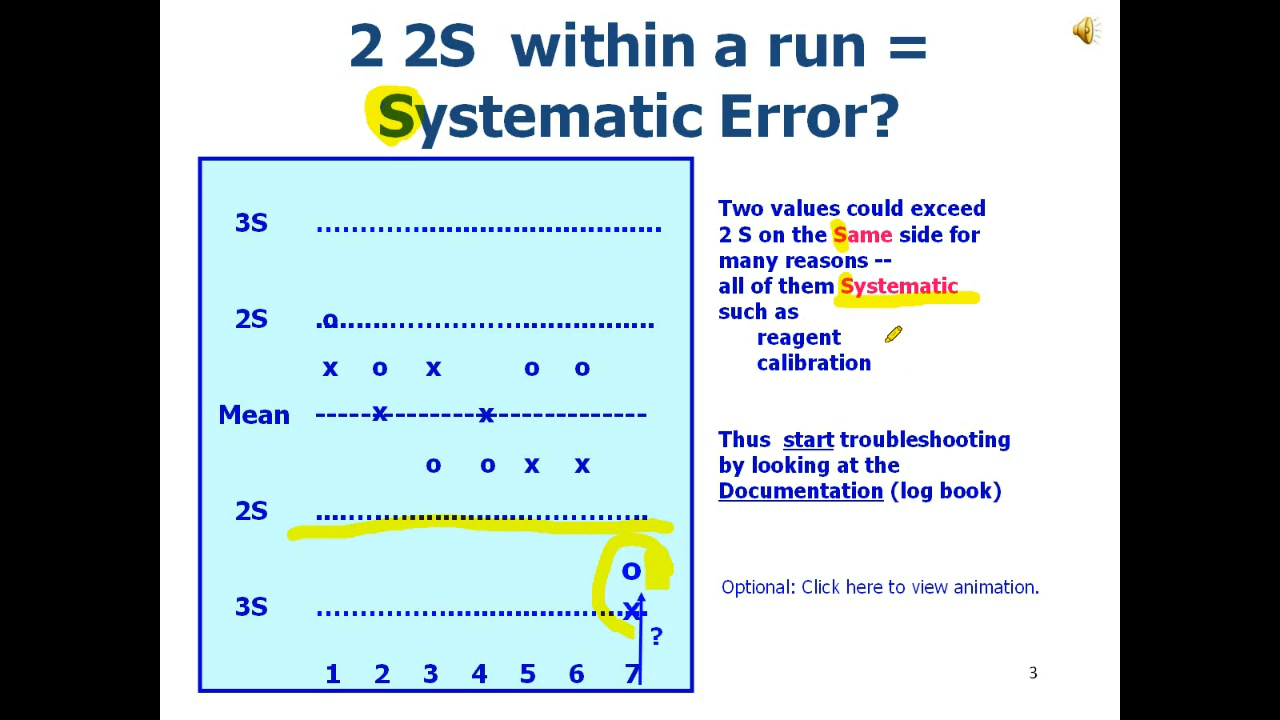 2 2S within a run =
Systematic Error?
3S ................................................
2S ................................................
o
x o x o o
Mean ---------------------------
x x
o o x x
2S ................................................
o
3S ................................................
x
?
1 2 3 4 5 6 7
Two values could exceed
2 S on the Same side for
many reasons --
all of them Systematic
such as
reagent
calibration
Thus start troubleshooting
by looking at the
Documentation (log book)
Optional: Click here to view animation.
3